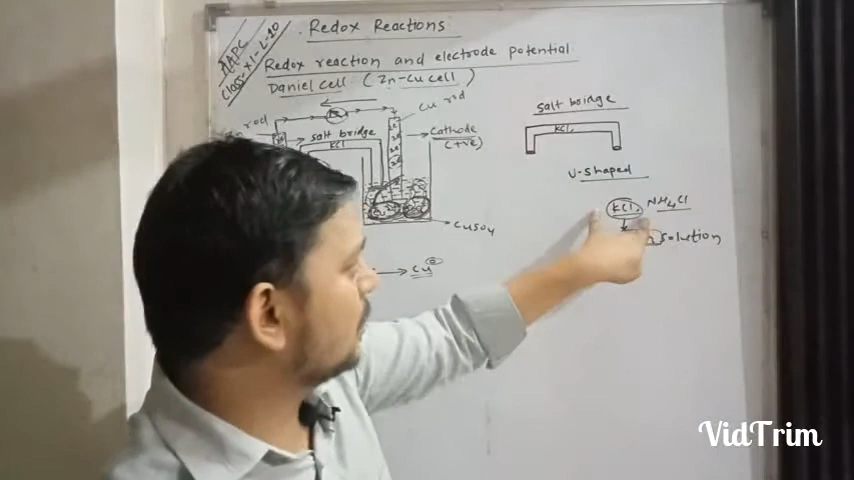 AAPC
Class-XI-L-10
Redox Reactions
Redox reaction and electrode potential
Daniel cell (Zn-Cu cell)
Cu rod
rod
salt bridge
KCl
Cathode
(+ve)
CuSO4
Cu
salt bridge
KCl
U-shaped
KCl, NH4Cl
solution
VidTrim